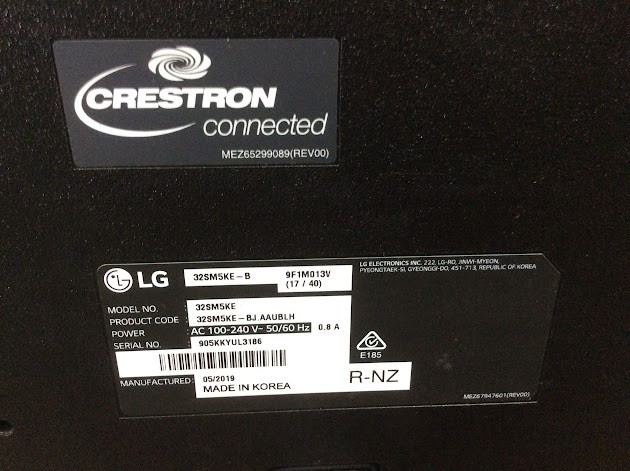 CRESTRON
connected
MEZ65299089(REV00)
LG
32SM5KE-B
9F1M013V
(17 / 40)
LG ELECTRONICS INC. 222, LG-RO, JINWI-MYEON,
PYEONGTAEK-SI, GYEONGGI-DO, 451-713, REPUBLIC OF KOREA
MODEL NO. 32SM5KE
PRODUCT CODE 32SM5KE-BJ.AAUBLH
POWER AC 100-240 V~ 50/60 Hz 0.8 A
SERIAL NO. 905KKYUL3186
E185
MANUFACTURED: 05/2019
MADE IN KOREA
R-NZ
MEZ67947601(REV00)